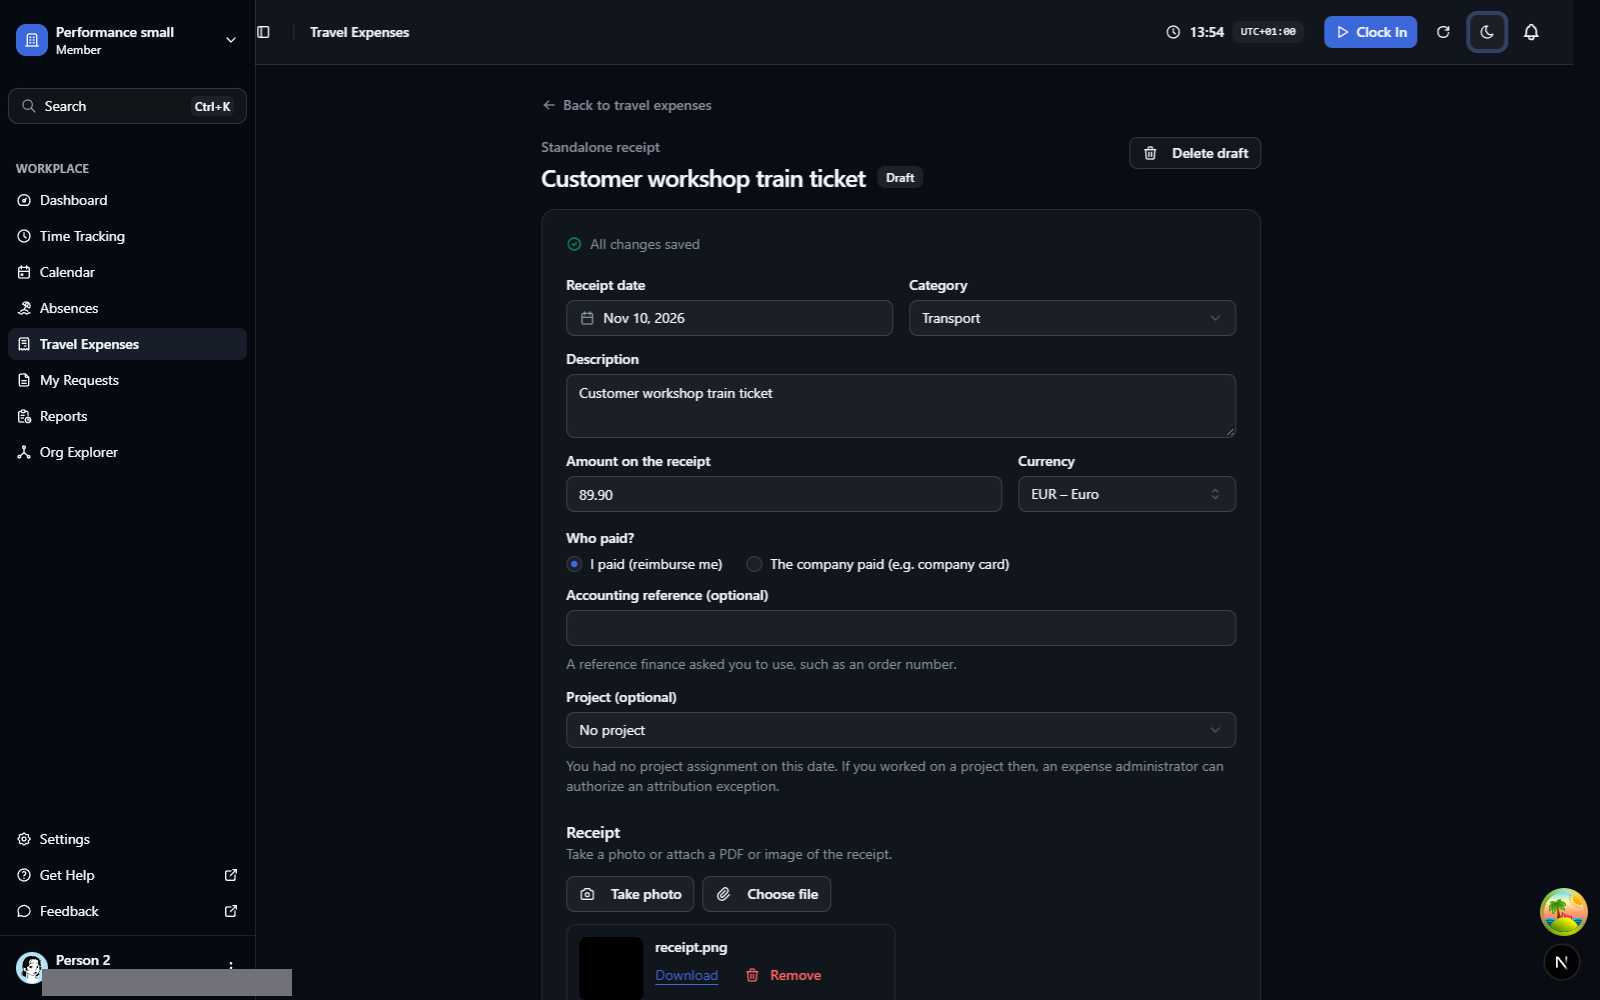 Performance small
Member
Search
Ctrl+K
WORKPLACE
Dashboard
Time Tracking
Calendar
Absences
Travel Expenses
My Requests
Reports
Org Explorer
Settings
Get Help
Feedback
Person 2
Travel Expenses
13:54
UTC+01:00
Clock In
Back to travel expenses
Standalone receipt
Customer workshop train ticket
Draft
Delete draft
All changes saved
Receipt date
Category
Nov 10, 2026
Transport
Description
Customer workshop train ticket
Amount on the receipt
Currency
89.90
EUR – Euro
Who paid?
I paid (reimburse me)
The company paid (e.g. company card)
Accounting reference (optional)
A reference finance asked you to use, such as an order number.
Project (optional)
No project
You had no project assignment on this date. If you worked on a project then, an expense administrator can
authorize an attribution exception.
Receipt
Take a photo or attach a PDF or image of the receipt.
Take photo
Choose file
receipt.png
Download
Remove
N